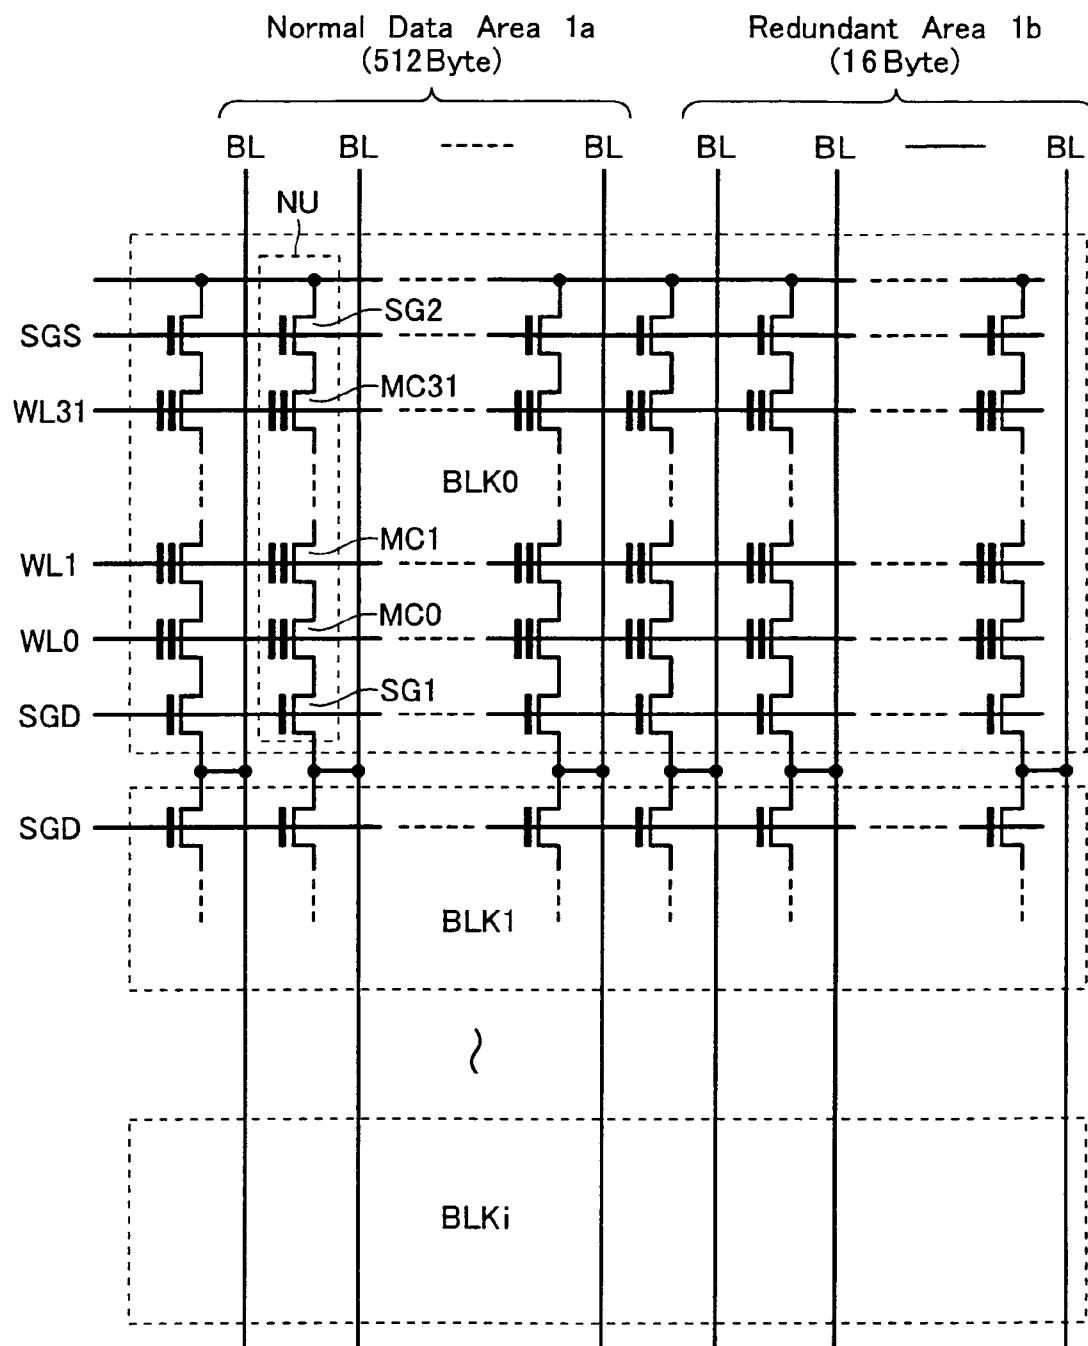 Normal Data Area 1a
(512Byte)
Redundant Area 1b
(16Byte)
BL BL BL BL BL BL
NU
SGS
SG2
WL31
MC31
BLK0
WL1
MC1
WL0
MC0
SGD
SG1
SGD
BLK1
BLKi